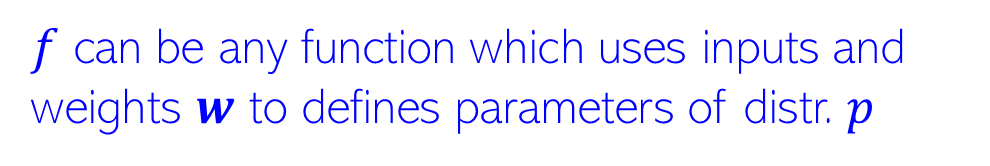 f can be any function which uses inputs and
weights w to defines parameters of distr. p